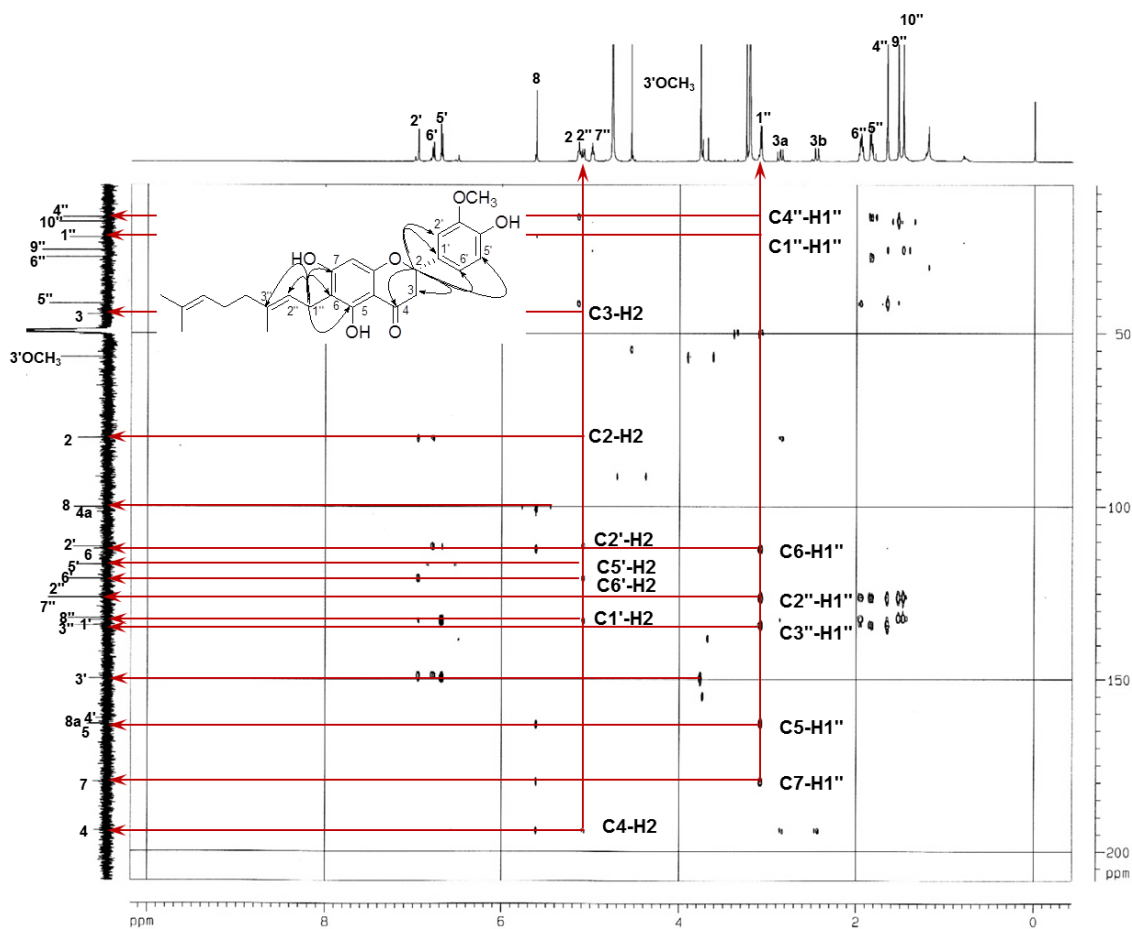 10"
4" 9"
3'OCH₃
8
2' 6' 5'
2 2" 7"
1"
3a 3b
6" 5"
4"
10"
1"
9"
6"
5"
3
3'OCH₃
2
8
4a
2'
6
5'
6'
2"
7"
8"
3" 1'
3'
8a 4'
5
7
4
OCH₃
2'
OH
HO
7
8
O
2
1'
5'
6'
3
3"
2"
1"
6
5
4
OH
O
C4"-H1"
C1"-H1"
C3-H2
C2-H2
C2'-H2
C6-H1"
C5'-H2
C6'-H2
C2"-H1"
C1'-H2
C3"-H1"
C5-H1"
C7-H1"
C4-H2
50
100
150
200
ppm
ppm 8 6 4 2 0